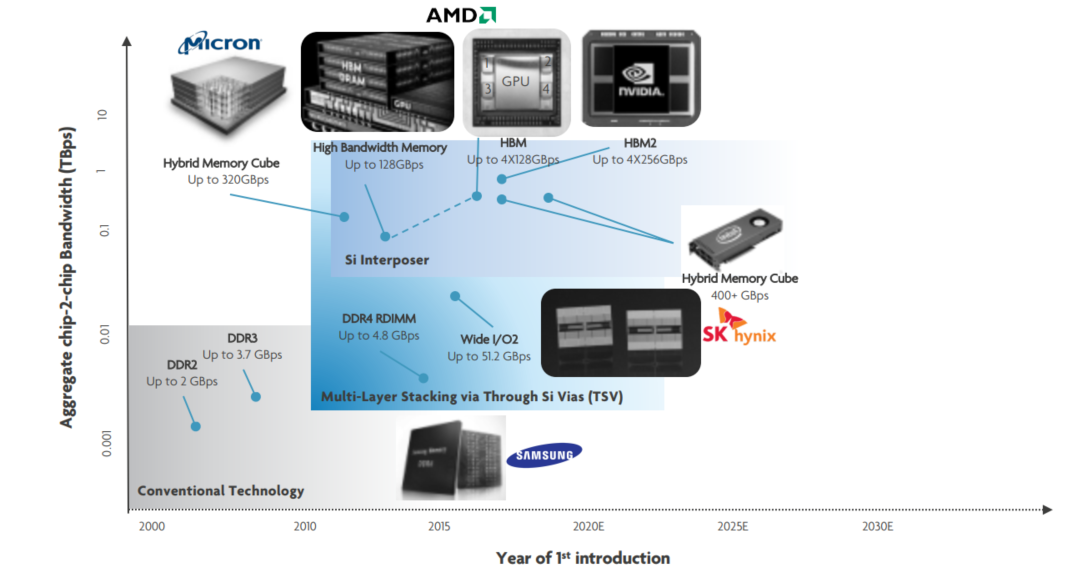 AMD
Micron
HBM
DRAM
GPU
1
2
GPU
3
4
NVIDIA.
Aggregate chip-2-chip Bandwidth (TBps)
10
1
0.1
0.01
0.001
Hybrid Memory Cube
Up to 320GBps
High Bandwidth Memory
Up to 128GBps
HBM
Up to 4X128GBps
HBM2
Up to 4X256GBps
Si Interposer
intel
Hybrid Memory Cube
400+ GBps
SK hynix
DDR4 RDIMM
Up to 4.8 GBps
Wide I/O2
Up to 51.2 GBps
DDR3
Up to 3.7 GBps
DDR2
Up to 2 GBps
Multi-Layer Stacking via Through Si Vias (TSV)
SAMSUNG
Conventional Technology
2000
2010
2015
2020E
2025E
2030E
Year of 1st introduction